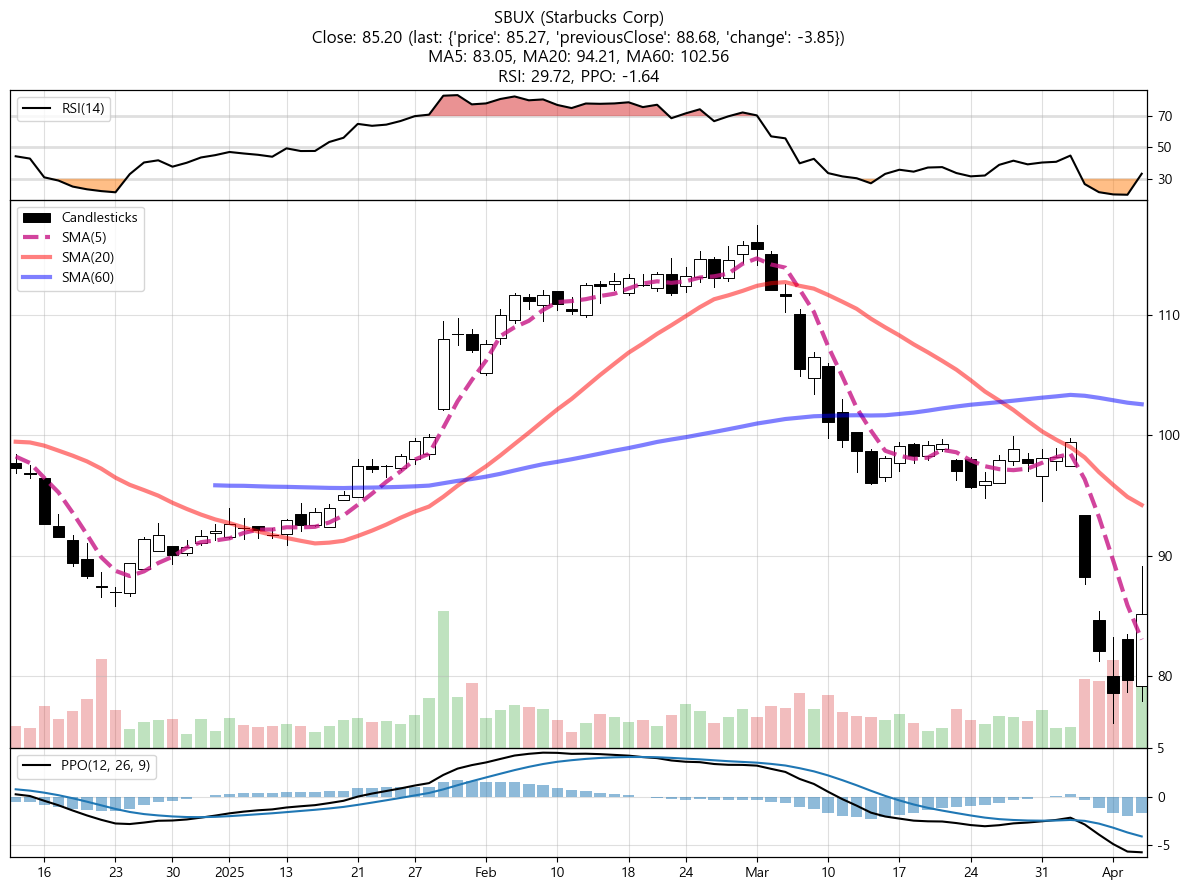 SBUX (Starbucks Corp)
Close: 85.20 (last: {'price': 85.27, 'previousClose': 88.68, 'change': -3.85})
MA5: 83.05, MA20: 94.21, MA60: 102.56
RSI: 29.72, PPO: -1.64
RSI(14)
70
50
30
Candlesticks
SMA(5)
SMA(20)
SMA(60)
110
100
90
80
PPO(12, 26, 9)
5
0
-5
16 23 30 2025 13 21 27 Feb 10 18 24 Mar 10 17 24 31 Apr